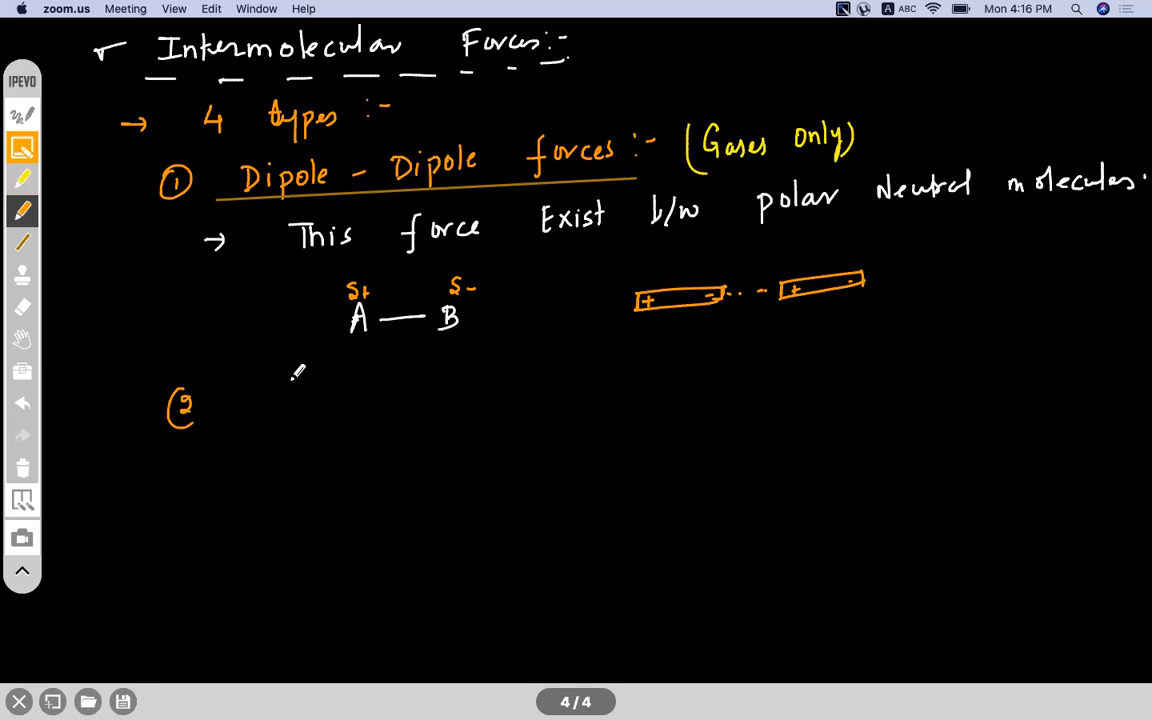 zoom.us Meeting View Edit Window Help A ABC Mon 4:16 PM
✓ Intermolecular Forces:-
IPEVO
→ 4 types :-
① Dipole - Dipole forces :- (Gases only)
→ This force Exist b/w polar Neutral molecules.
δ+ δ-
A — B
+ - ... + -
(2
4/4